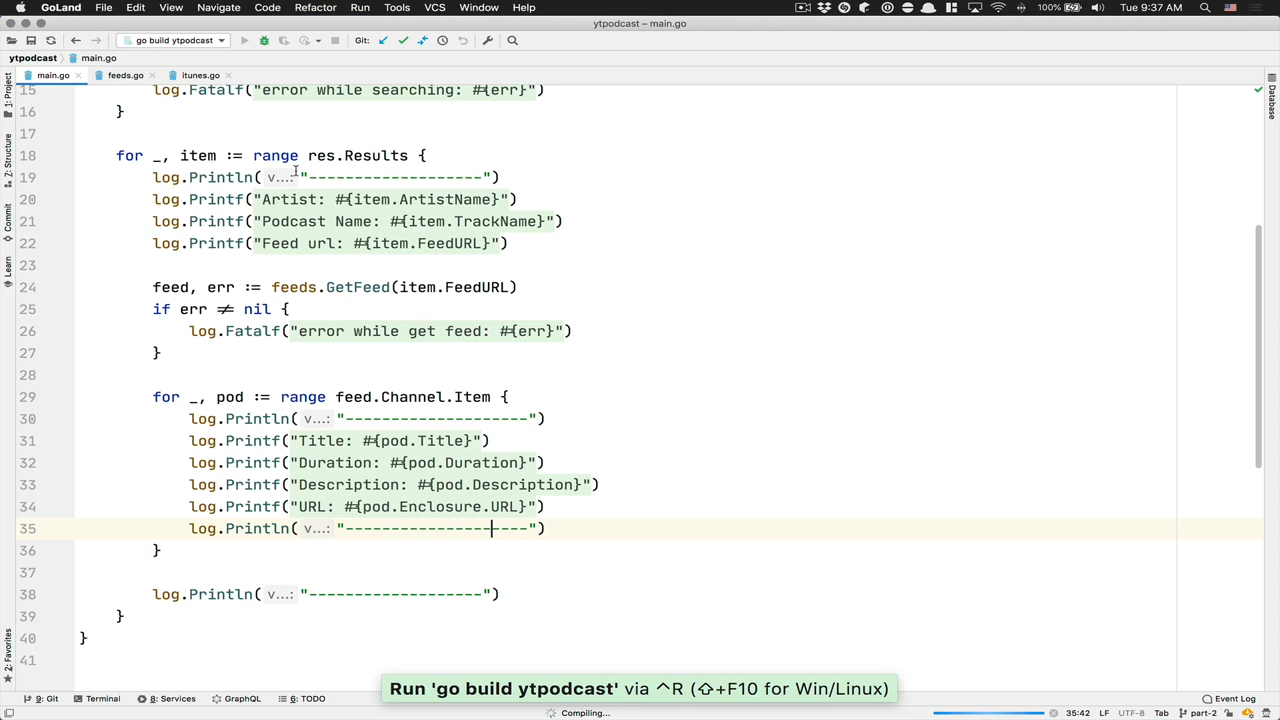 GoLand File Edit View Navigate Code Refactor Run Tools VCS Window Help 100% Tue 9:37 AM
ytpodcast – main.go
go build ytpodcast Git:
ytpodcast main.go
main.go feeds.go itunes.go
1: Project
Z: Structure
Commit
Learn
2: Favorites
Database
15 log.Fatalf("error while searching: #{err}")
16 }
17
18 for _, item := range res.Results {
19 log.Println( v...: "-------------------")
20 log.Printf("Artist: #{item.ArtistName}")
21 log.Printf("Podcast Name: #{item.TrackName}")
22 log.Printf("Feed url: #{item.FeedURL}")
23
24 feed, err := feeds.GetFeed(item.FeedURL)
25 if err ≠ nil {
26 log.Fatalf("error while get feed: #{err}")
27 }
28
29 for _, pod := range feed.Channel.Item {
30 log.Println( v...: "--------------------")
31 log.Printf("Title: #{pod.Title}")
32 log.Printf("Duration: #{pod.Duration}")
33 log.Printf("Description: #{pod.Description}")
34 log.Printf("URL: #{pod.Enclosure.URL}")
35 log.Println( v...: "--------------------")
36 }
37
38 log.Println( v...: "-------------------")
39 }
40 }
41
Run 'go build ytpodcast' via ⌃R (⇧+F10 for Win/Linux)
9: Git Terminal 8: Services GraphQL 6: TODO Event Log
Compiling... 35:42 LF UTF-8 Tab part-2